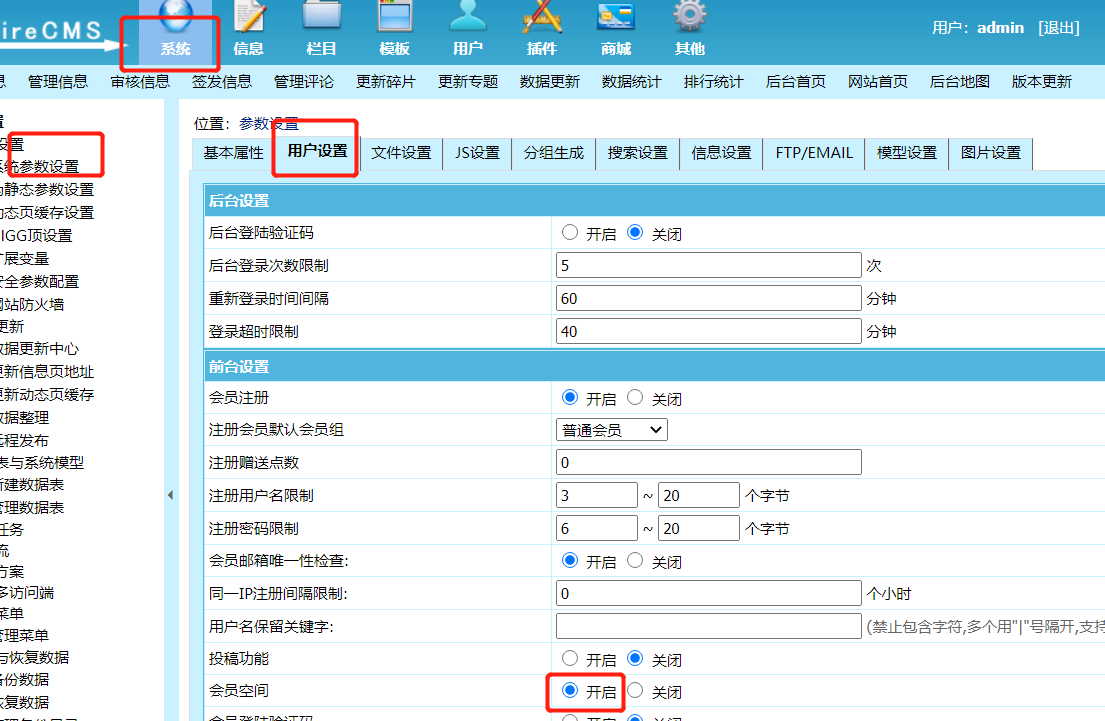 ireCMS
系统 信息 栏目 模板 用户 插件 商城 其他
用户：admin [退出]
管理信息 审核信息 签发信息 管理评论 更新碎片 更新专题 数据更新 数据统计 排行统计 后台首页 网站首页 后台地图 版本更新
位置：参数设置
基本属性 用户设置 文件设置 JS设置 分组生成 搜索设置 信息设置 FTP/EMAIL 模型设置 图片设置
置
设置
系统参数设置
静态参数设置
动态页缓存设置
IGG顶设置
扩展变量
安全参数配置
网站防火墙
更新
数据更新中心
更新信息页地址
更新动态页缓存
数据整理
远程发布
表与系统模型
新建数据表
管理数据表
任务
流
方案
多访问端
菜单
管理菜单
与恢复数据
备份数据
恢复数据
后台设置
后台登陆验证码 开启 关闭
后台登录次数限制 5 次
重新登录时间间隔 60 分钟
登录超时限制 40 分钟
前台设置
会员注册 开启 关闭
注册会员默认会员组 普通会员
注册赠送点数 0
注册用户名限制 3 ~ 20 个字节
注册密码限制 6 ~ 20 个字节
会员邮箱唯一性检查: 开启 关闭
同一IP注册间隔限制: 0 个小时
用户名保留关键字: (禁止包含字符,多个用"|"号隔开,支持
投稿功能 开启 关闭
会员空间 开启 关闭
会员登陆验证码 开启 关闭